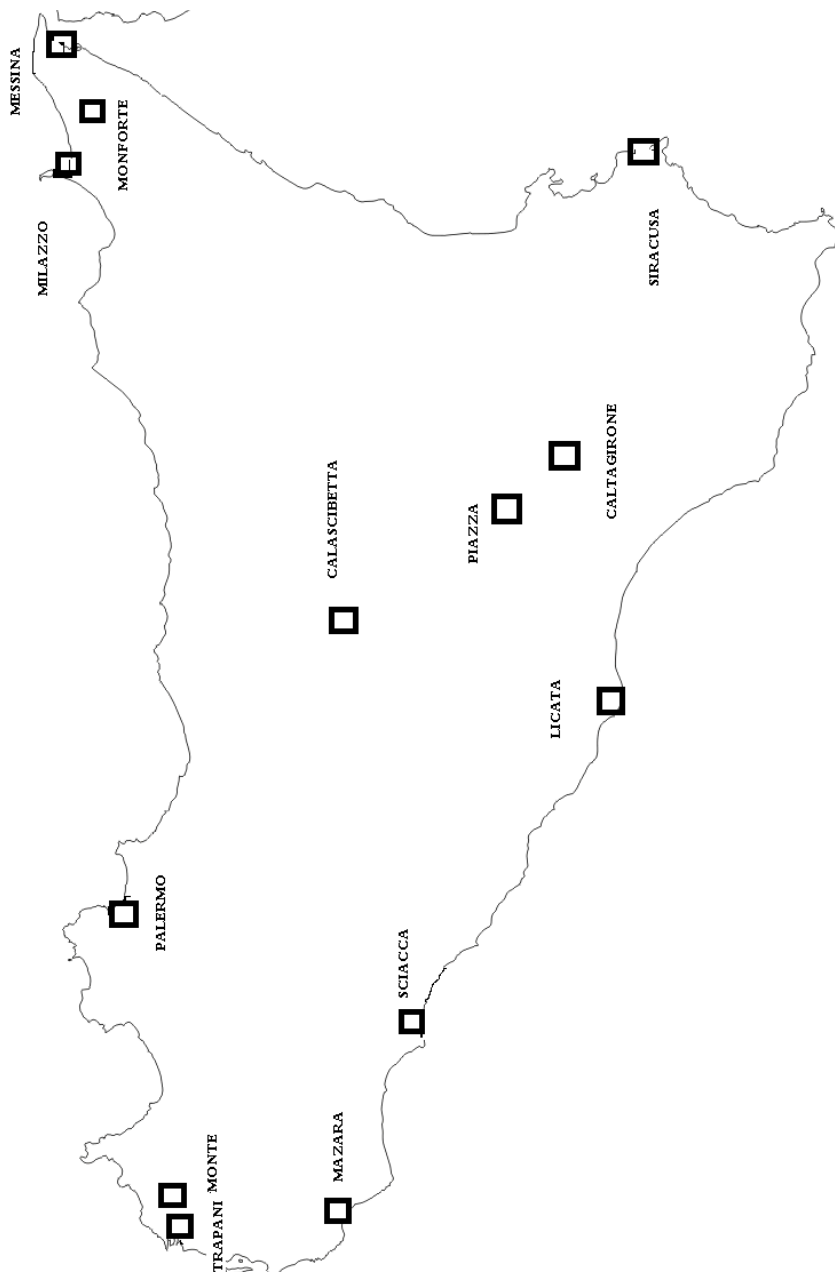 MESSINA
MONFORTE
MILAZZO
SIRACUSA
CALTAGIRONE
PIAZZA
CALASCIBETTA
LICATA
PALERMO
SCIACCA
MAZARA
MONTE
TRAPANI